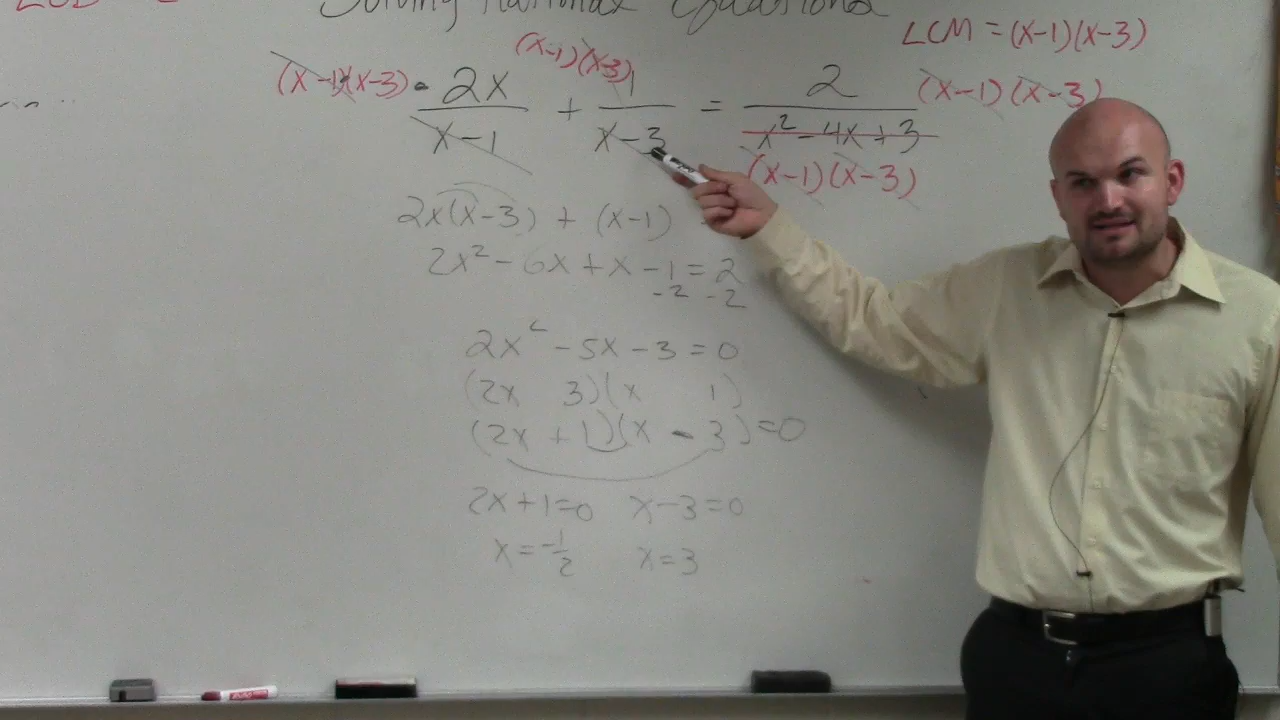 Solving Rational Equations
LCM = (x-1)(x-3)
(x-1)(x-3) · 2x/x-1 + (x-1)(x-3) 1/x-3 = 2/x²-4x+3 (x-1)(x-3)
(x-1)(x-3)
2x(x-3) + (x-1)
2x² - 6x + x - 1 = 2
-2 -2
2x² - 5x - 3 = 0
(2x 3)(x 1)
(2x + 1)(x - 3) = 0
2x + 1 = 0 x - 3 = 0
x = -1/2 x = 3